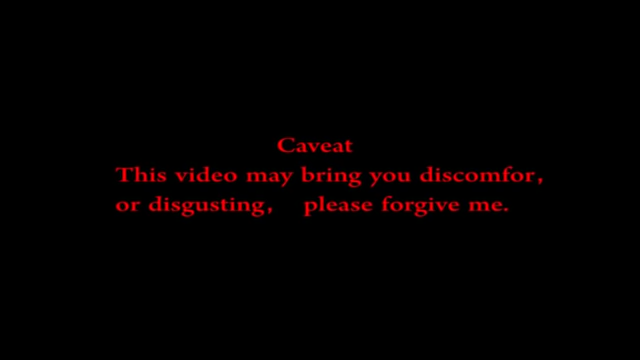 Caveat
This video may bring you discomfor,
or disgusting, please forgive me.